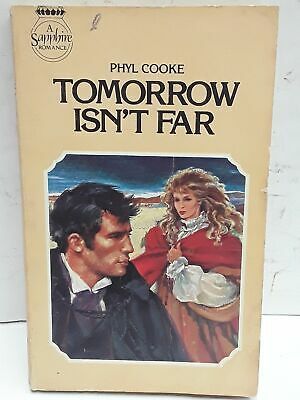 A
Sapphire
ROMANCE
PHYL COOKE
TOMORROW
ISN'T FAR